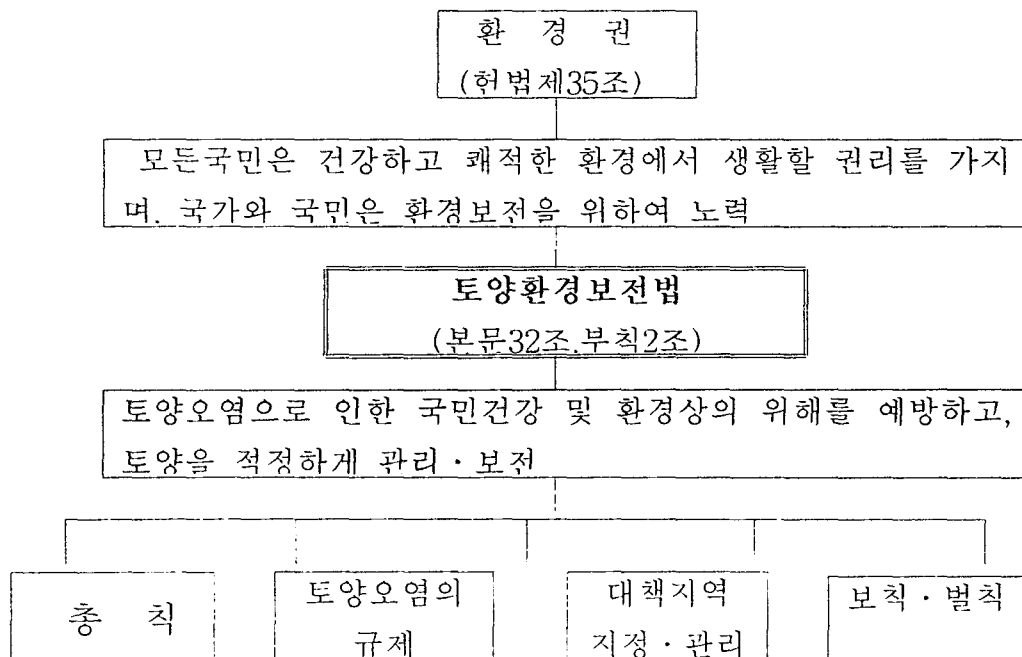 환 경 권
(헌법제35조)
모든국민은 건강하고 쾌적한 환경에서 생활할 권리를 가지
며. 국가와 국민은 환경보전을 위하여 노력
토양환경보전법
(본문32조.부칙2조)
토양오염으로 인한 국민건강 및 환경상의 위해를 예방하고,
토양을 적정하게 관리·보전
총 칙
토양오염의
규제
대책지역
지정·관리
보칙·벌칙